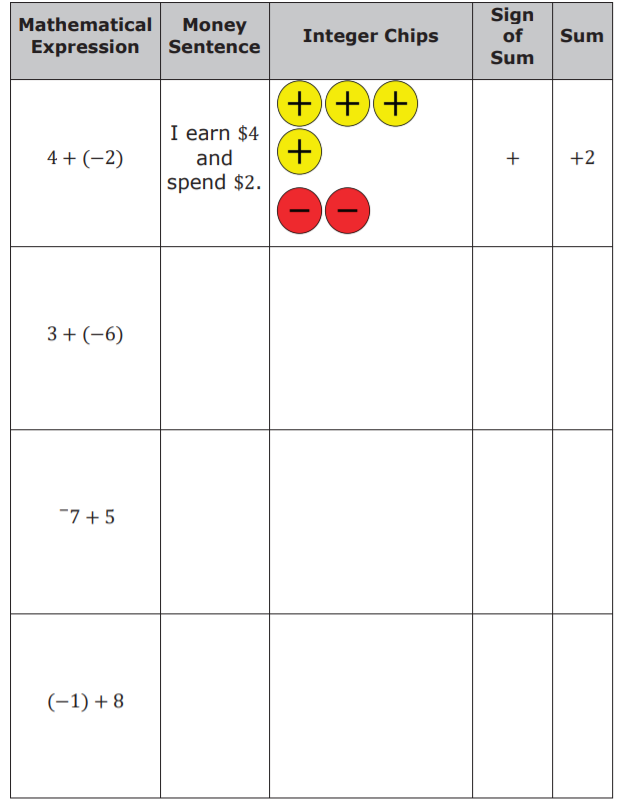 Mathematical Expression
Money Sentence
Integer Chips
Sign of Sum
Sum
4 + (−2)
I earn $4
and
spend $2.
+ + +
+
− −
+
+2
3 + (−6)
⁻7 + 5
(−1) + 8